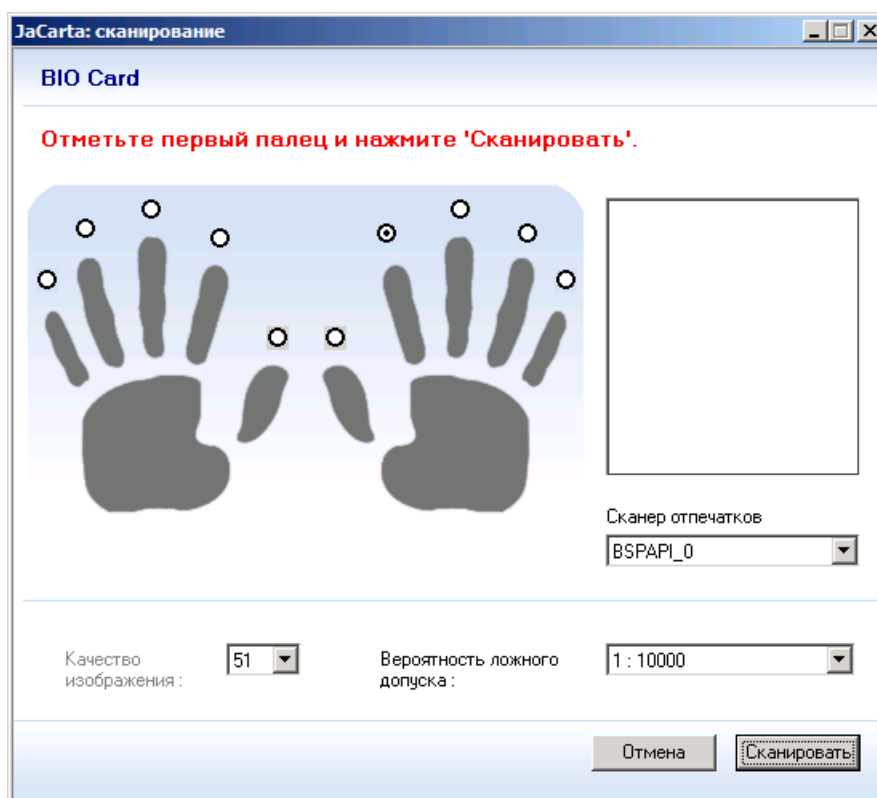 JaCarta: сканирование
BIO Card
Отметьте первый палец и нажмите 'Сканировать'.
Сканер отпечатков
BSPAPI_0
Качество
изображения :
51
Вероятность ложного
допуска :
1 : 10000
Отмена
Сканировать